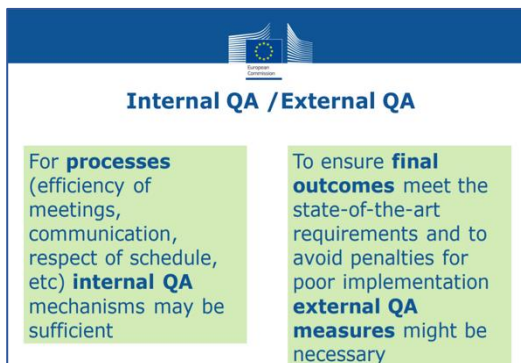 European
Commission
Internal QA /External QA
For processes
(efficiency of
meetings,
communication,
respect of schedule,
etc) internal QA
mechanisms may be
sufficient
To ensure final
outcomes meet the
state-of-the-art
requirements and to
avoid penalties for
poor implementation
external QA
measures might be
necessary